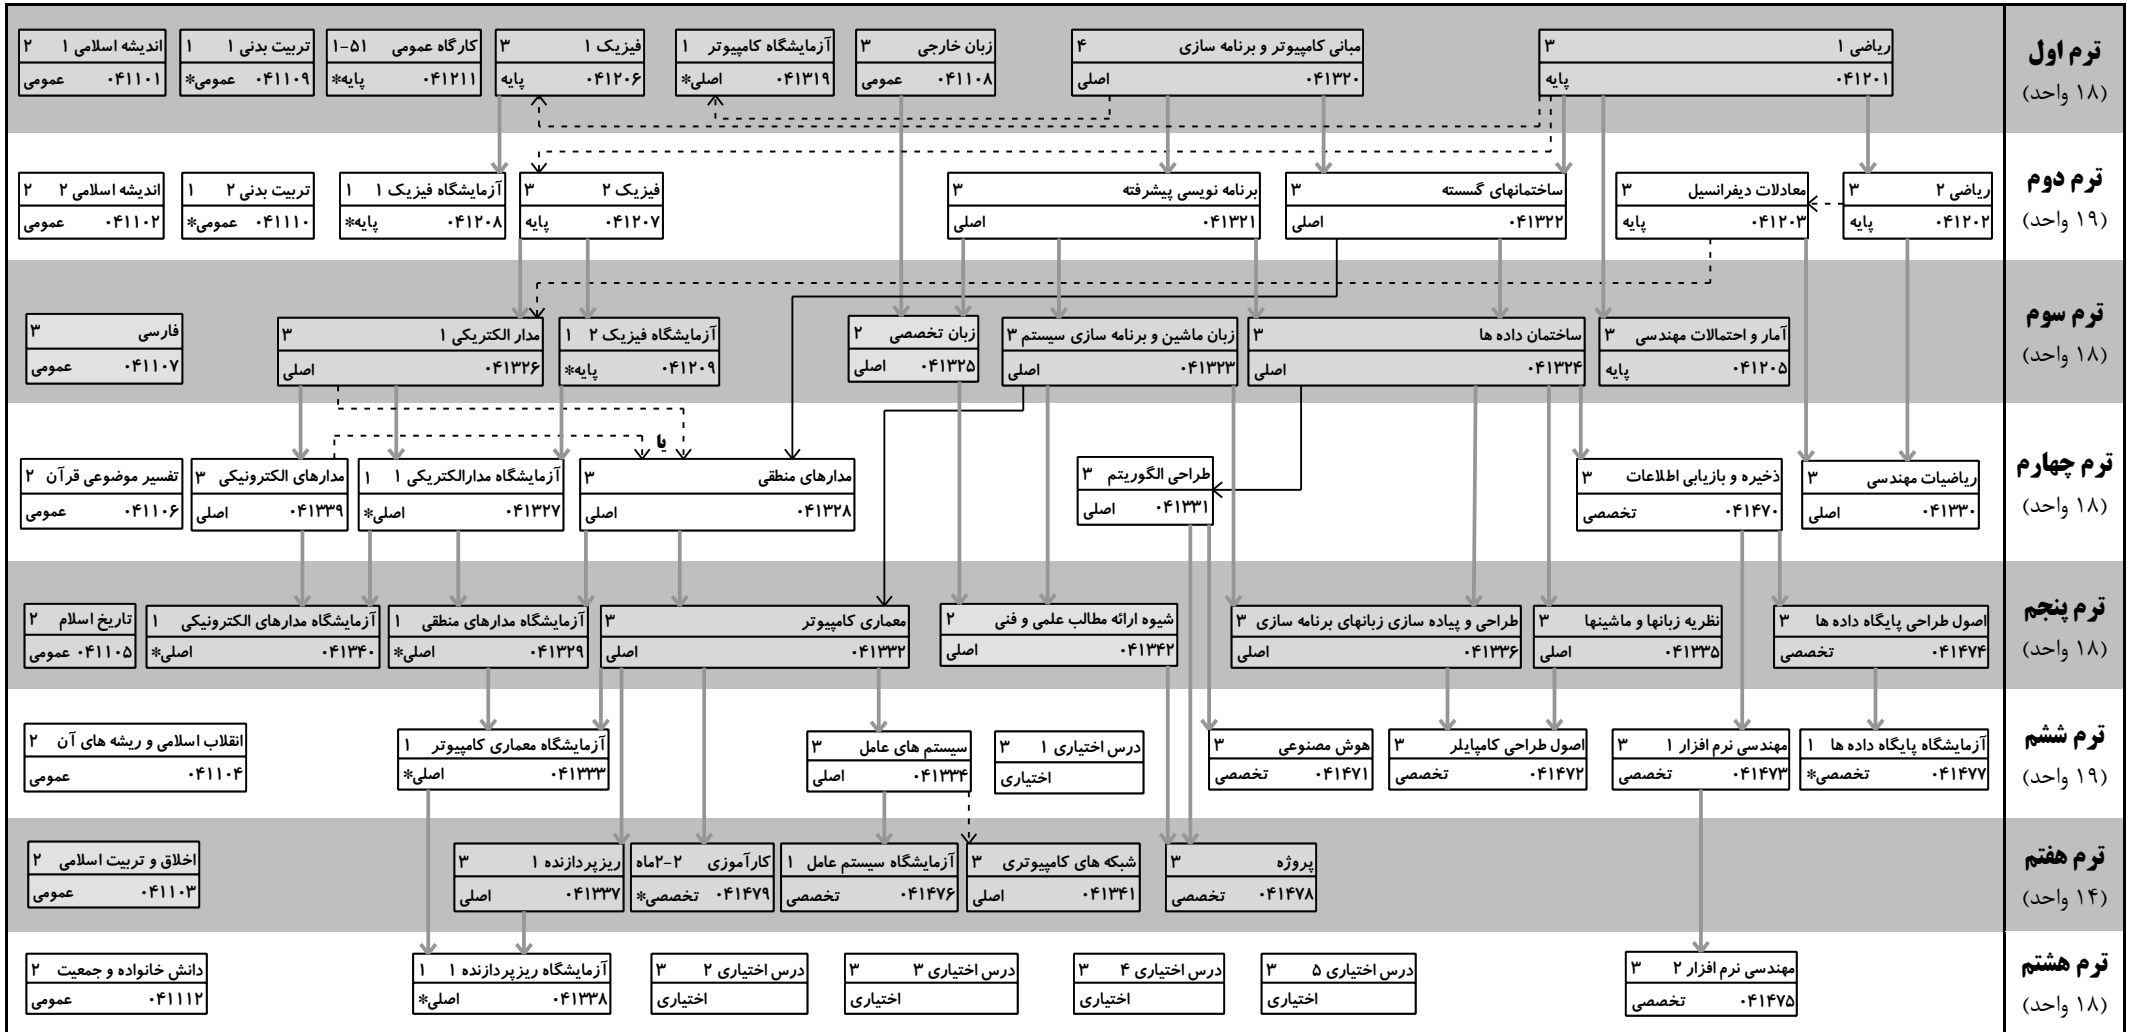 ترم اول
(۱۸ واحد)
ریاضی ۱ ۳
۰۴۱۲۰۱ پایه
مبانی کامپیوتر و برنامه سازی ۴
۰۴۱۳۲۰ اصلی
زبان خارجی ۳
۰۴۱۱۰۸ عمومی
آزمایشگاه کامپیوتر ۱
۰۴۱۳۱۹ اصلی*
فیزیک ۱ ۳
۰۴۱۲۰۶ پایه
کارگاه عمومی ۵۱-۱
۰۴۱۲۱۱ پایه*
تربیت بدنی ۱ ۱
۰۴۱۱۰۹ عمومی*
اندیشه اسلامی ۱ ۲
۰۴۱۱۰۱ عمومی
ترم دوم
(۱۹ واحد)
ریاضی ۲ ۳
۰۴۱۲۰۲ پایه
معادلات دیفرانسیل ۳
۰۴۱۲۰۳ پایه
ساختمانهای گسسته ۳
۰۴۱۳۲۲ اصلی
برنامه نویسی پیشرفته ۳
۰۴۱۳۲۱ اصلی
فیزیک ۲ ۳
۰۴۱۲۰۷ پایه
آزمایشگاه فیزیک ۱ ۱
۰۴۱۲۰۸ پایه*
تربیت بدنی ۲ ۱
۰۴۱۱۱۰ عمومی*
اندیشه اسلامی ۲ ۲
۰۴۱۱۰۲ عمومی
ترم سوم
(۱۸ واحد)
آمار و احتمالات مهندسی ۳
۰۴۱۲۰۵ پایه
ساختمان داده ها ۳
۰۴۱۳۲۴ اصلی
زبان ماشین و برنامه سازی سیستم ۳
۰۴۱۳۲۳ اصلی
زبان تخصصی ۲
۰۴۱۳۲۵ اصلی
آزمایشگاه فیزیک ۲ ۱
۰۴۱۲۰۹ پایه*
مدار الکتریکی ۱ ۳
۰۴۱۳۲۶ اصلی
فارسی ۳
۰۴۱۱۰۷ عمومی
ترم چهارم
(۱۸ واحد)
یا
ریاضیات مهندسی ۳
۰۴۱۳۳۰ اصلی
ذخیره و بازیابی اطلاعات ۳
۰۴۱۴۷۰ تخصصی
طراحی الگوریتم ۳
۰۴۱۳۳۱ اصلی
مدارهای منطقی ۳
۰۴۱۳۲۸ اصلی
آزمایشگاه مدارالکتریکی ۱ ۱
۰۴۱۳۲۷ اصلی*
مدارهای الکترونیکی ۳
۰۴۱۳۳۹ اصلی
تفسیر موضوعی قرآن ۲
۰۴۱۱۰۶ عمومی
ترم پنجم
(۱۸ واحد)
اصول طراحی پایگاه داده ها ۳
۰۴۱۴۷۴ تخصصی
نظریه زبانها و ماشینها ۳
۰۴۱۳۳۵ اصلی
طراحی و پیاده سازی زبانهای برنامه سازی ۳
۰۴۱۳۳۶ اصلی
شیوه ارائه مطالب علمی و فنی ۲
۰۴۱۳۴۲ اصلی
معماری کامپیوتر ۳
۰۴۱۳۳۲ اصلی
آزمایشگاه مدارهای منطقی ۱
۰۴۱۳۲۹ اصلی*
آزمایشگاه مدارهای الکترونیکی ۱
۰۴۱۳۴۰ اصلی*
تاریخ اسلام ۲
۰۴۱۱۰۵ عمومی
ترم ششم
(۱۹ واحد)
آزمایشگاه پایگاه داده ها ۱
۰۴۱۴۷۷ تخصصی*
مهندسی نرم افزار ۱ ۳
۰۴۱۴۷۳ تخصصی
اصول طراحی کامپایلر ۳
۰۴۱۴۷۲ تخصصی
هوش مصنوعی ۳
۰۴۱۴۷۱ تخصصی
درس اختیاری ۱ ۳
اختیاری
سیستم های عامل ۳
۰۴۱۳۳۴ اصلی
آزمایشگاه معماری کامپیوتر ۱
۰۴۱۳۳۳ اصلی*
انقلاب اسلامی و ریشه های آن ۲
۰۴۱۱۰۴ عمومی
ترم هفتم
(۱۴ واحد)
پروژه ۳
۰۴۱۴۷۸ تخصصی
شبکه های کامپیوتری ۳
۰۴۱۳۴۱ اصلی
آزمایشگاه سیستم عامل ۱
۰۴۱۴۷۶ تخصصی
کارآموزی ۲-۲ماه
۰۴۱۴۷۹ تخصصی*
ریزپردازنده ۱ ۳
۰۴۱۳۳۷ اصلی
اخلاق و تربیت اسلامی ۲
۰۴۱۱۰۳ عمومی
ترم هشتم
(۱۸ واحد)
مهندسی نرم افزار ۲ ۳
۰۴۱۴۷۵ تخصصی
درس اختیاری ۵ ۳
اختیاری
درس اختیاری ۴ ۳
اختیاری
درس اختیاری ۳ ۳
اختیاری
درس اختیاری ۲ ۳
اختیاری
آزمایشگاه ریزپردازنده ۱ ۱
۰۴۱۳۳۸ اصلی*
دانش خانواده و جمعیت ۲
۰۴۱۱۱۲ عمومی